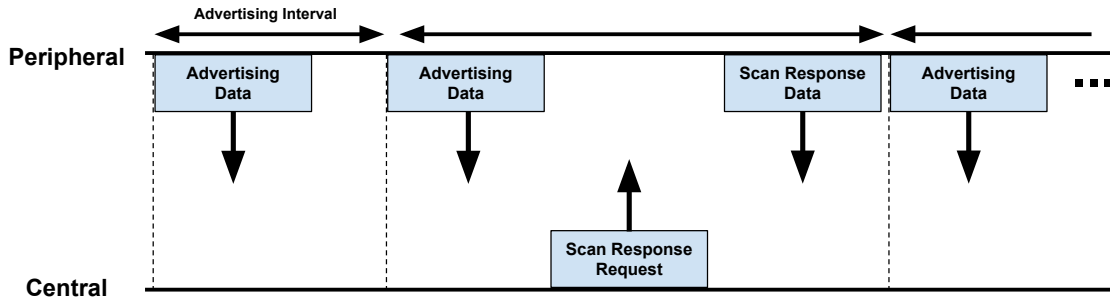 Advertising Interval
Peripheral
Advertising
Data
Advertising
Data
Scan Response
Data
Advertising
Data
Scan Response
Request
Central